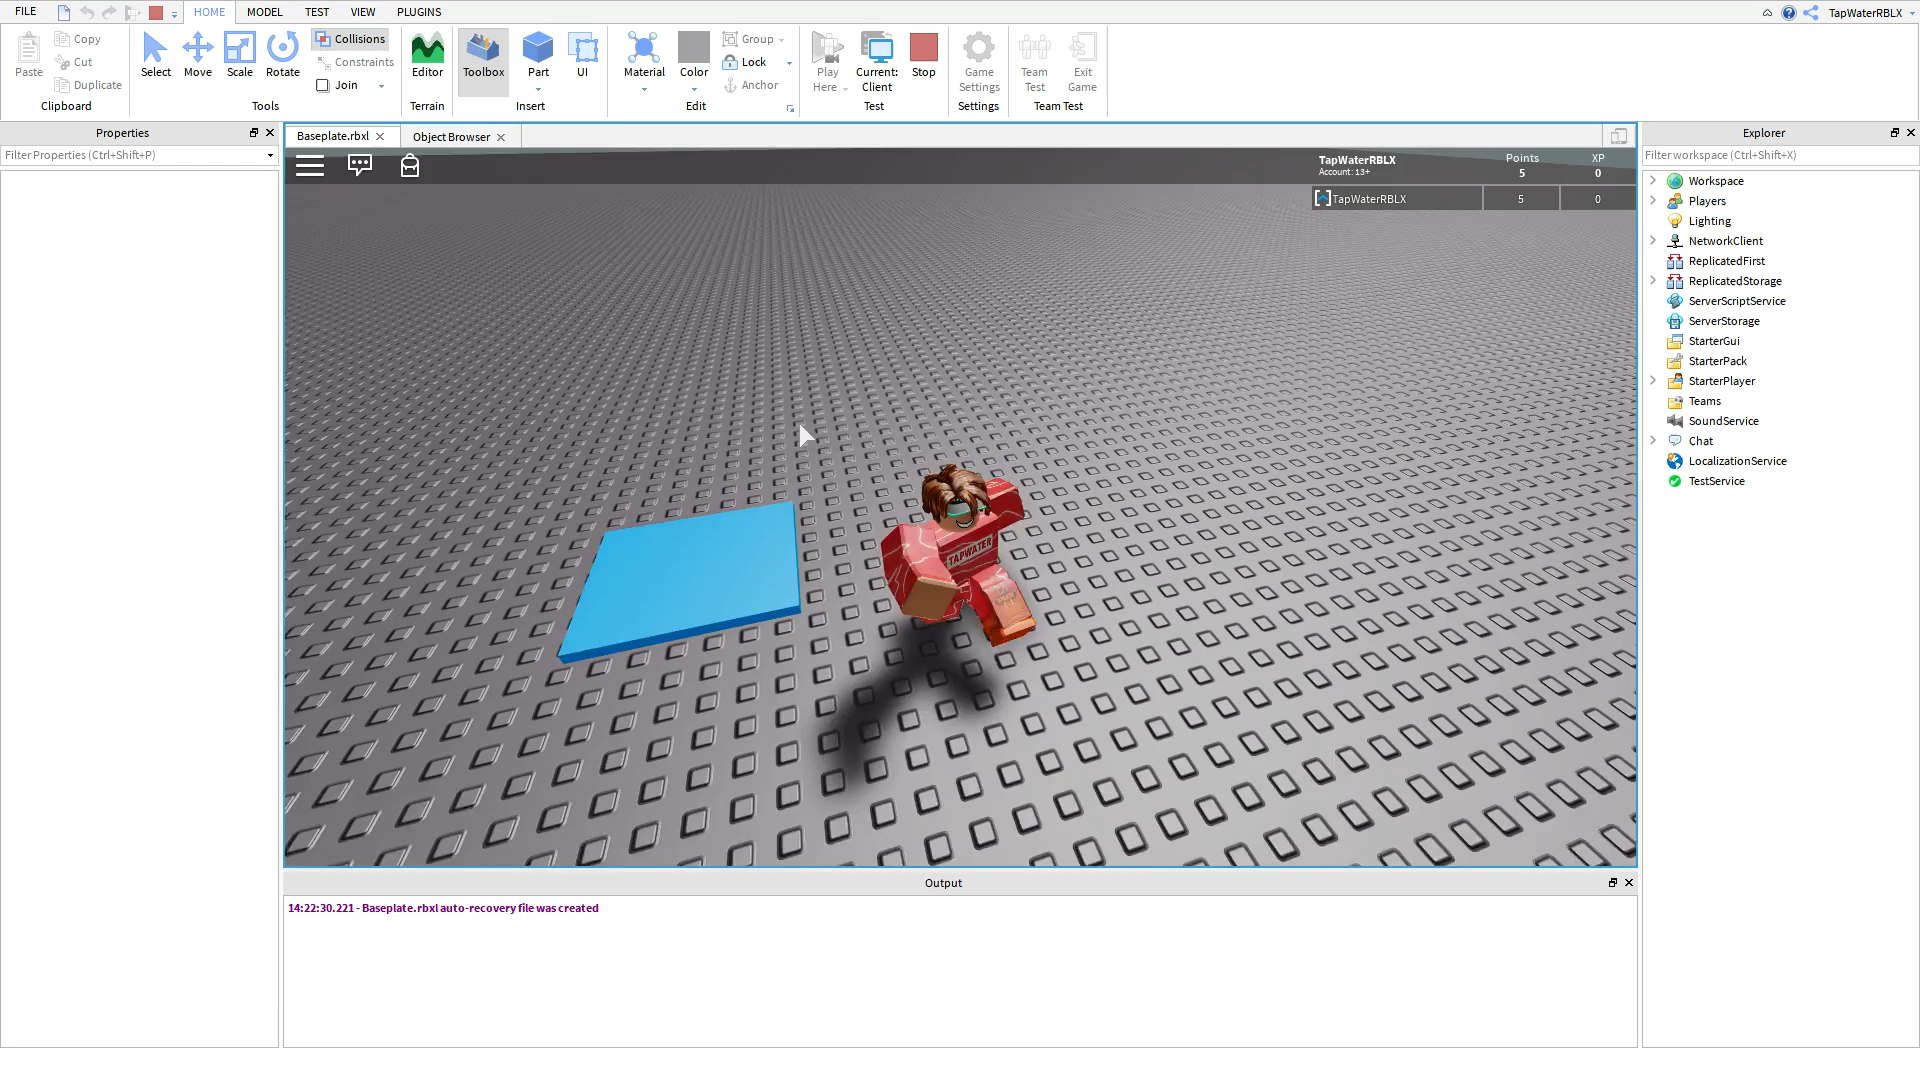 FILE HOME MODEL TEST VIEW PLUGINS TapWaterRBLX
Paste Copy Cut Duplicate
Clipboard
Select Move Scale Rotate Collisions Constraints Join
Tools
Editor
Terrain
Toolbox Part UI
Insert
Material Color Group Lock Anchor
Edit
Play Here Current: Client Stop
Test
Game Settings
Settings
Team Test Exit Game
Team Test
Properties
Filter Properties (Ctrl+Shift+P)
Baseplate.rbxl Object Browser
TapWaterRBLX Points XP
Account: 13+ 5 0
TapWaterRBLX 5 0
TAPWATER
Output
14:22:30.221 - Baseplate.rbxl auto-recovery file was created
Explorer
Filter workspace (Ctrl+Shift+X)
Workspace
Players
Lighting
NetworkClient
ReplicatedFirst
ReplicatedStorage
ServerScriptService
ServerStorage
StarterGui
StarterPack
StarterPlayer
Teams
SoundService
Chat
LocalizationService
TestService